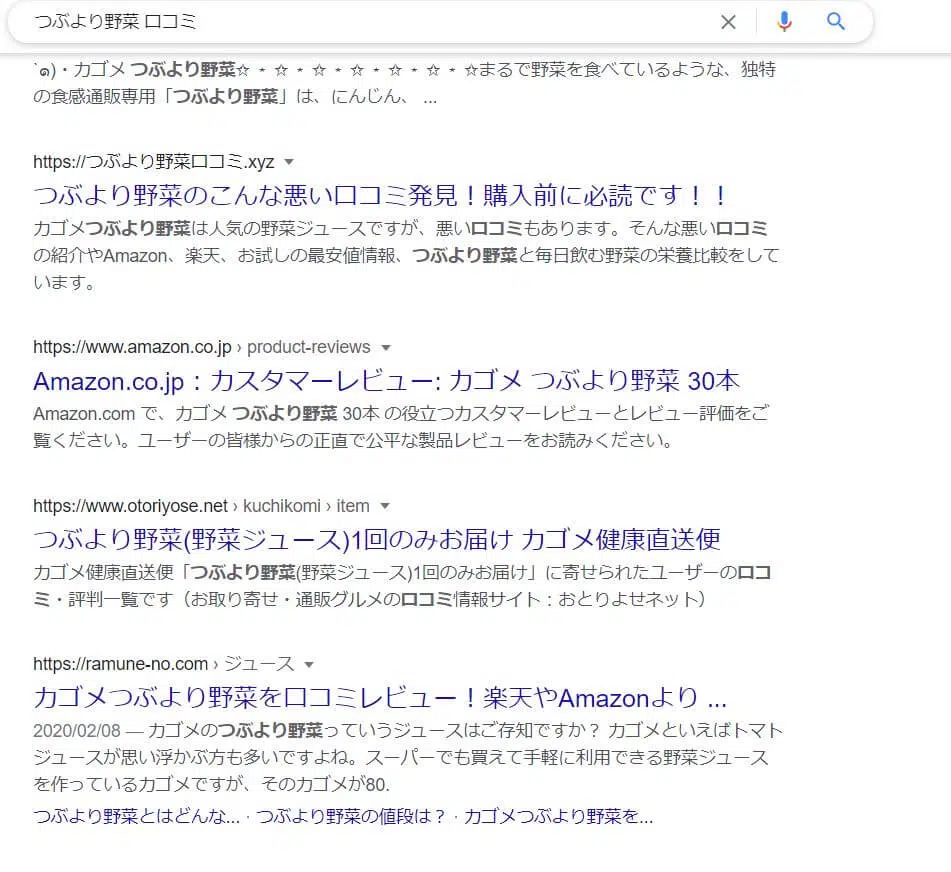 つぶより野菜 口コミ
`๑)・カゴメ つぶより野菜☆ ⋆ ☆ ⋆ ☆ ⋆ ☆ ⋆ ☆ ⋆ ☆ ⋆ ☆まるで野菜を食べているような、独特
の食感通販専用「つぶより野菜」は、にんじん、 ...
https://つぶより野菜口コミ.xyz
つぶより野菜のこんな悪い口コミ発見！購入前に必読です！！
カゴメつぶより野菜は人気の野菜ジュースですが、悪い口コミもあります。そんな悪い口コミ
の紹介やAmazon、楽天、お試しの最安値情報、つぶより野菜と毎日飲む野菜の栄養比較をして
います。
https://www.amazon.co.jp › product-reviews
Amazon.co.jp：カスタマーレビュー: カゴメ つぶより野菜 30本
Amazon.com で、カゴメ つぶより野菜 30本 の役立つカスタマーレビューとレビュー評価をご
覧ください。ユーザーの皆様からの正直で公平な製品レビューをお読みください。
https://www.otoriyose.net › kuchikomi › item
つぶより野菜(野菜ジュース)1回のみお届け カゴメ健康直送便
カゴメ健康直送便「つぶより野菜(野菜ジュース)1回のみお届け」に寄せられたユーザーの口コ
ミ・評判一覧です（お取り寄せ・通販グルメの口コミ情報サイト：おとりよせネット）
https://ramune-no.com › ジュース
カゴメつぶより野菜を口コミレビュー！楽天やAmazonより ...
2020/02/08 — カゴメのつぶより野菜っていうジュースはご存知ですか？ カゴメといえばトマト
ジュースが思い浮かぶ方も多いですよね。スーパーでも買えて手軽に利用できる野菜ジュース
を作っているカゴメですが、そのカゴメが80.
つぶより野菜とはどんな... · つぶより野菜の値段は？ · カゴメつぶより野菜を...